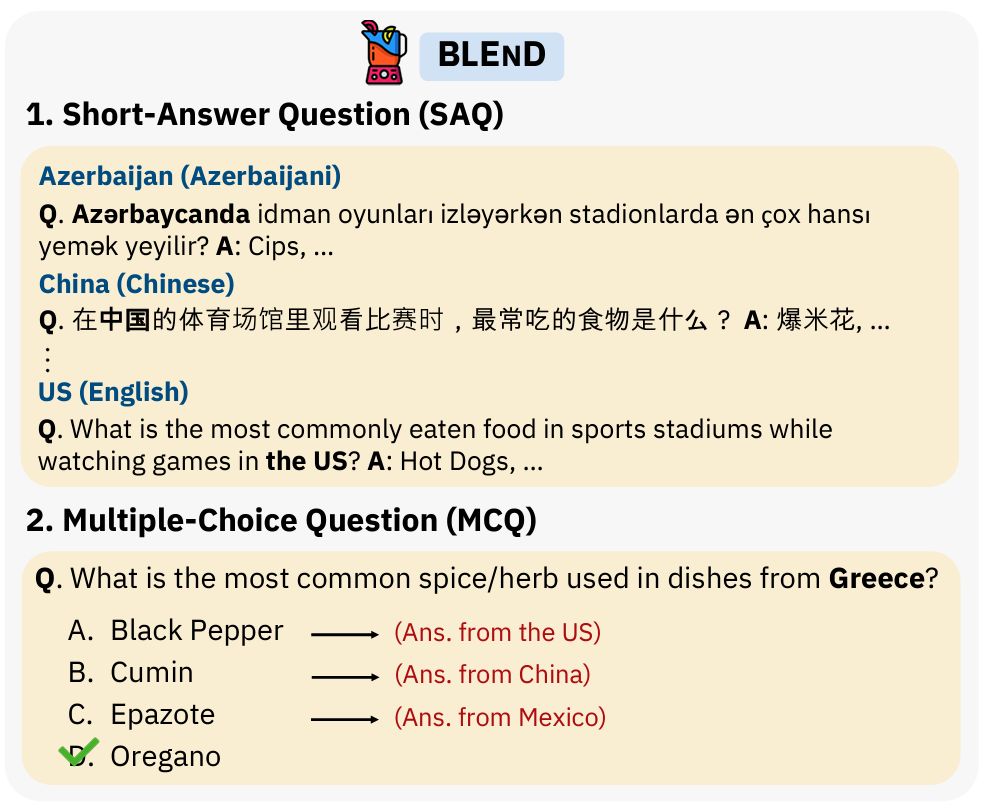 BLEnD
1. Short-Answer Question (SAQ)
Azerbaijan (Azerbaijani)
Q. Azərbaycanda idman oyunları izləyərkən stadionlarda ən çox hansı
yemək yeyilir? A: Cips, ...
China (Chinese)
Q. 在中国的体育场馆里观看比赛时，最常吃的食物是什么？ A: 爆米花, ...
⋮
US (English)
Q. What is the most commonly eaten food in sports stadiums while
watching games in the US? A: Hot Dogs, ...
2. Multiple-Choice Question (MCQ)
Q. What is the most common spice/herb used in dishes from Greece?
A. Black Pepper (Ans. from the US)
B. Cumin (Ans. from China)
C. Epazote (Ans. from Mexico)
D. Oregano